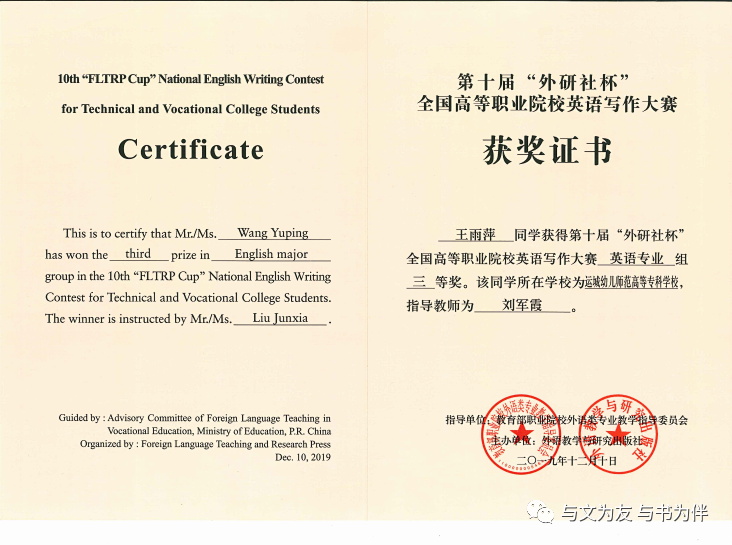 10th “FLTRP Cup” National English Writing Contest
for Technical and Vocational College Students
Certificate
This is to certify that Mr./Ms. Wang Yuping
has won the third prize in English major
group in the 10th “FLTRP Cup” National English Writing
Contest for Technical and Vocational College Students.
The winner is instructed by Mr./Ms. Liu Junxia .
Guided by : Advisory Committee of Foreign Language Teaching in
Vocational Education, Ministry of Education, P.R. China
Organized by : Foreign Language Teaching and Research Press
Dec. 10, 2019
第十届“外研社杯”
全国高等职业院校英语写作大赛
获奖证书
王雨萍 同学获得第十届“外研社杯”
全国高等职业院校英语写作大赛 英语专业 组
三 等奖。该同学所在学校为运城幼儿师范高等专科学校，
指导教师为 刘军霞 。
指导单位：教育部职业院校外语类专业教学指导委员会
主办单位：外语教学与研究出版社
二〇一九年十二月十日
外语教学与研究出版社
与文为友 与书为伴